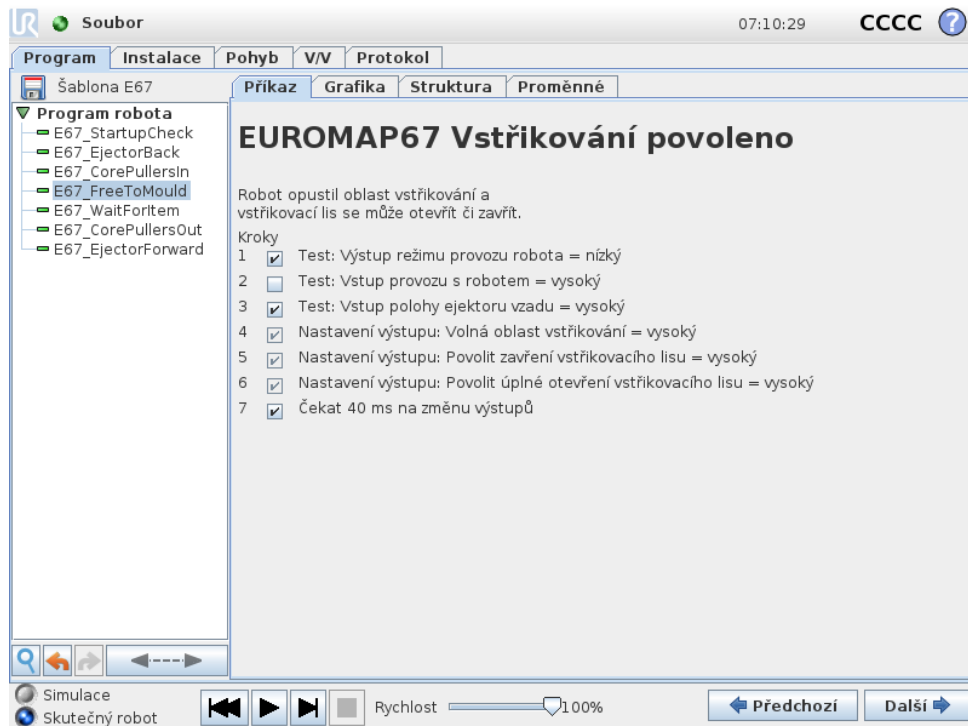 UR Soubor 07:10:29 CCCC ?
Program Instalace Pohyb V/V Protokol
Šablona E67
Příkaz Grafika Struktura Proměnné
Program robota
E67_StartupCheck
E67_EjectorBack
E67_CorePullersIn
E67_FreeToMould
E67_WaitForItem
E67_CorePullersOut
E67_EjectorForward
EUROMAP67 Vstřikování povoleno
Robot opustil oblast vstřikování a
vstřikovací lis se může otevřít či zavřít.
Kroky
1 Test: Výstup režimu provozu robota = nízký
2 Test: Vstup provozu s robotem = vysoký
3 Test: Vstup polohy ejektoru vzadu = vysoký
4 Nastavení výstupu: Volná oblast vstřikování = vysoký
5 Nastavení výstupu: Povolit zavření vstřikovacího lisu = vysoký
6 Nastavení výstupu: Povolit úplné otevření vstřikovacího lisu = vysoký
7 Čekat 40 ms na změnu výstupů
Simulace
Skutečný robot
Rychlost 100%
Předchozí
Další